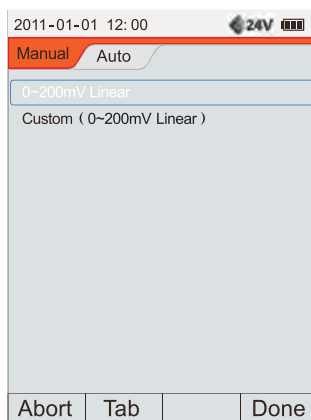 2011-01-01 12:00 24V
Manual Auto
0~200mV Linear
Custom（0~200mV Linear）
Abort Tab Done